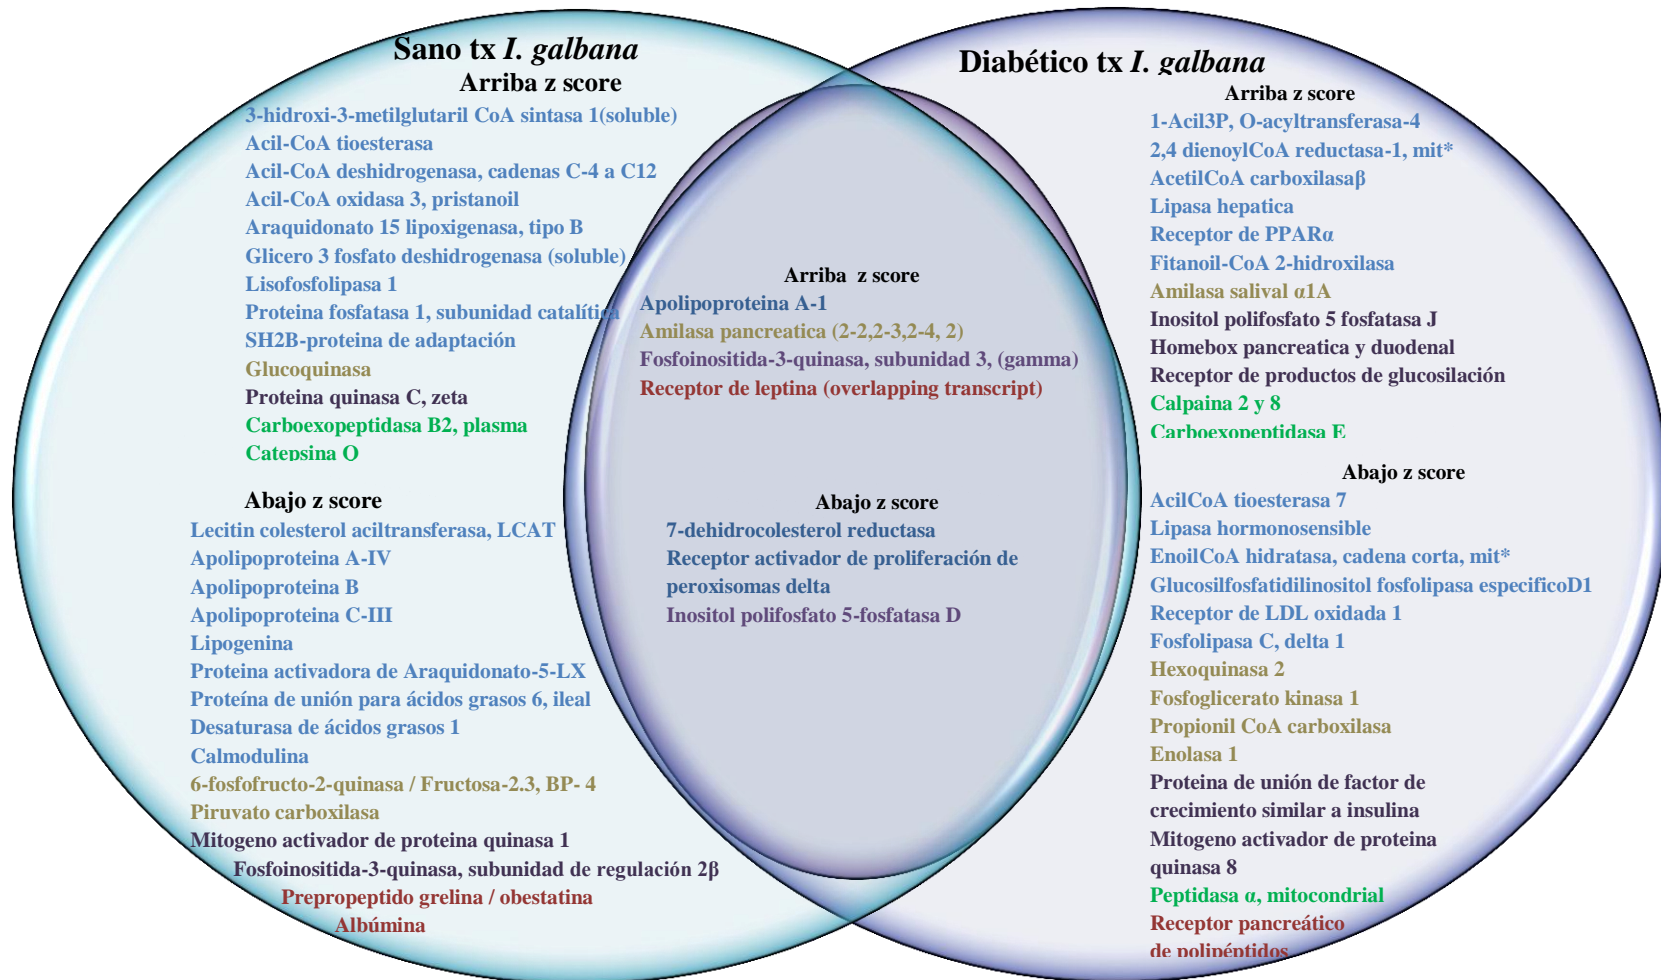 Sano tx I. galbana
Arriba z score
3-hidroxi-3-metilglutaril CoA sintasa 1(soluble)
Acil-CoA tioesterasa
Acil-CoA deshidrogenasa, cadenas C-4 a C12
Acil-CoA oxidasa 3, pristanoil
Araquidonato 15 lipoxigenasa, tipo B
Glicero 3 fosfato deshidrogenasa (soluble)
Lisofosfolipasa 1
Proteina fosfatasa 1, subunidad catalítica
SH2B-proteina de adaptación
Glucoquinasa
Proteina quinasa C, zeta
Carboexopeptidasa B2, plasma
Catepsina O
Abajo z score
Lecitin colesterol aciltransferasa, LCAT
Apolipoproteina A-IV
Apolipoproteina B
Apolipoproteina C-III
Lipogenina
Proteina activadora de Araquidonato-5-LX
Proteína de unión para ácidos grasos 6, ileal
Desaturasa de ácidos grasos 1
Calmodulina
6-fosfofructo-2-quinasa / Fructosa-2.3, BP- 4
Piruvato carboxilasa
Mitogeno activador de proteina quinasa 1
Fosfoinositida-3-quinasa, subunidad de regulación 2β
Prepropeptido grelina / obestatina
Albúmina
Arriba z score
Apolipoproteina A-1
Amilasa pancreatica (2-2,2-3,2-4, 2)
Fosfoinositida-3-quinasa, subunidad 3, (gamma)
Receptor de leptina (overlapping transcript)
Abajo z score
7-dehidrocolesterol reductasa
Receptor activador de proliferación de
peroxisomas delta
Inositol polifosfato 5-fosfatasa D
Diabético tx I. galbana
Arriba z score
1-Acil3P, O-acyltransferasa-4
2,4 dienoylCoA reductasa-1, mit*
AcetilCoA carboxilasaβ
Lipasa hepatica
Receptor de PPARα
Fitanoil-CoA 2-hidroxilasa
Amilasa salival α1A
Inositol polifosfato 5 fosfatasa J
Homebox pancreatica y duodenal
Receptor de productos de glucosilación
Calpaina 2 y 8
Carboexopeptidasa E
Abajo z score
AcilCoA tioesterasa 7
Lipasa hormonosensible
EnoilCoA hidratasa, cadena corta, mit*
Glucosilfosfatidilinositol fosfolipasa especificoD1
Receptor de LDL oxidada 1
Fosfolipasa C, delta 1
Hexoquinasa 2
Fosfoglicerato kinasa 1
Propionil CoA carboxilasa
Enolasa 1
Proteina de unión de factor de
crecimiento similar a insulina
Mitogeno activador de proteina
quinasa 8
Peptidasa α, mitocondrial
Receptor pancreático
de polipéptidos